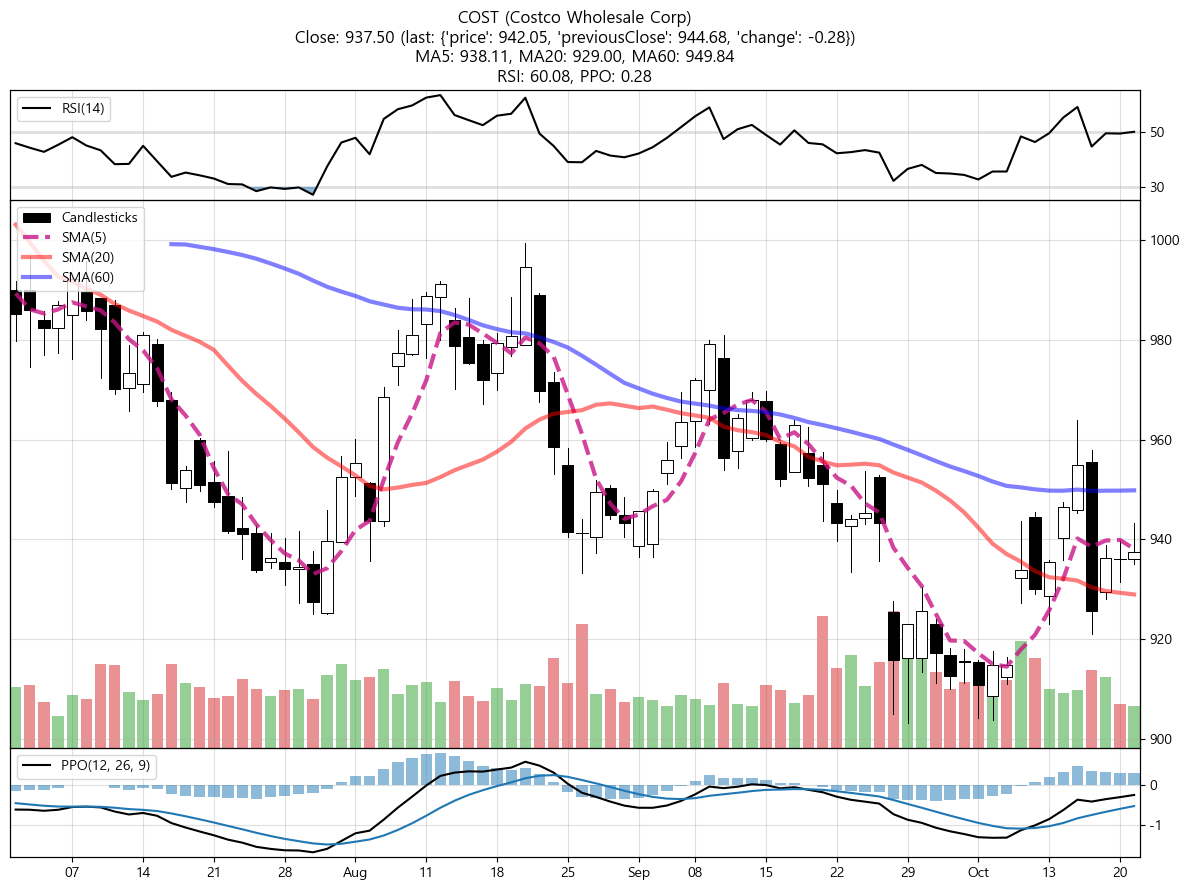 COST (Costco Wholesale Corp)
Close: 937.50 (last: {'price': 942.05, 'previousClose': 944.68, 'change': -0.28})
MA5: 938.11, MA20: 929.00, MA60: 949.84
RSI: 60.08, PPO: 0.28
RSI(14)
50
30
Candlesticks
SMA(5)
SMA(20)
SMA(60)
1000
980
960
940
920
900
PPO(12, 26, 9)
0
-1
07 14 21 28 Aug 11 18 25 Sep 08 15 22 29 Oct 13 20